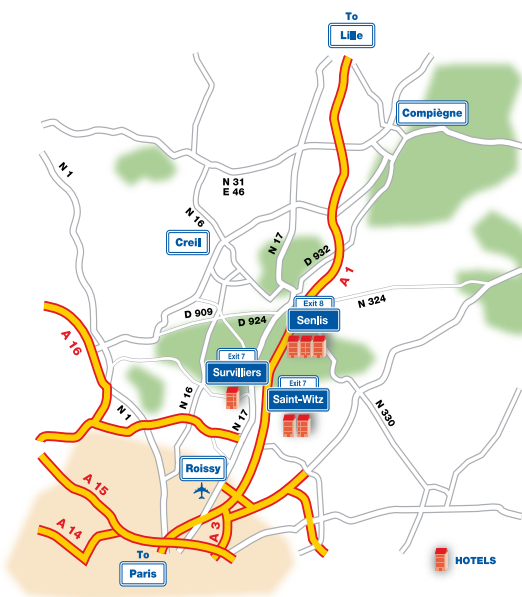 To
Lille
Compiègne
N 1
N 31
E 46
N 16
Creil
N 17
D 932
A 1
Exit 8
Senlis
N 324
D 909
D 924
A 16
Exit 7
Survilliers
Exit 7
Saint-Witz
N 16
N 1
N 17
N 330
Roissy
A 15
A 14
A 3
To
Paris
HOTELS